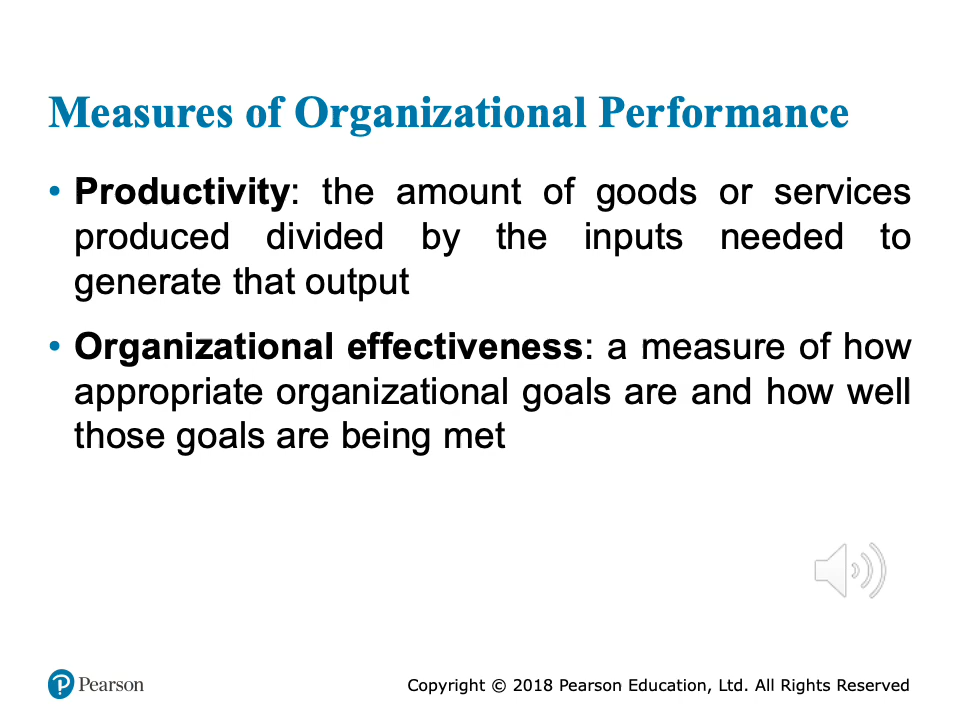 Measures of Organizational Performance
• Productivity: the amount of goods or services
produced divided by the inputs needed to
generate that output
• Organizational effectiveness: a measure of how
appropriate organizational goals are and how well
those goals are being met
Pearson
Copyright © 2018 Pearson Education, Ltd. All Rights Reserved